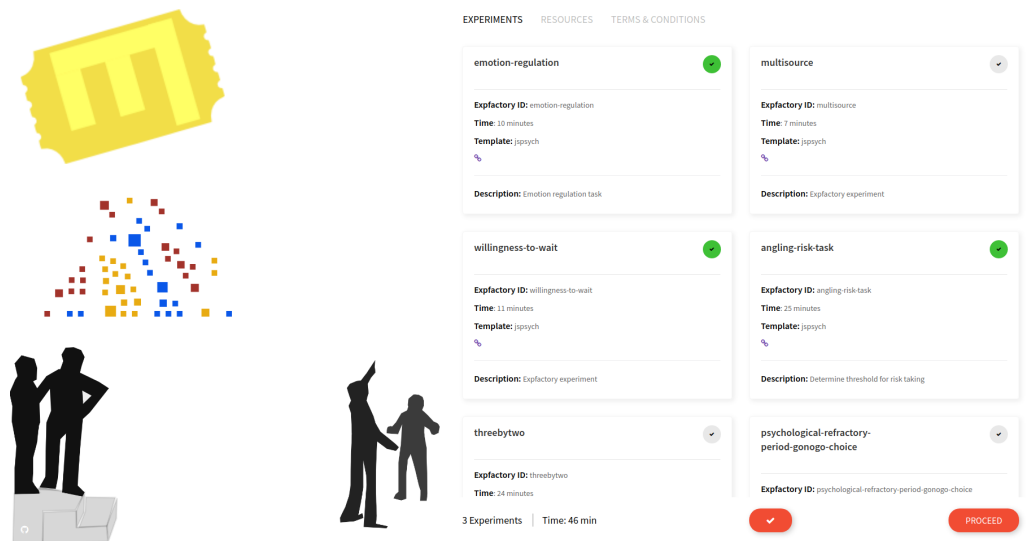 EXPERIMENTS RESOURCES TERMS & CONDITIONS
emotion-regulation
Expfactory ID: emotion-regulation
Time: 10 minutes
Template: jspsych
Description: Emotion regulation task
multisource
Expfactory ID: multisource
Time: 7 minutes
Template: jspsych
Description: Expfactory experiment
willingness-to-wait
Expfactory ID: willingness-to-wait
Time: 11 minutes
Template: jspsych
Description: Expfactory experiment
angling-risk-task
Expfactory ID: angling-risk-task
Time: 25 minutes
Template: jspsych
Description: Determine threshold for risk taking
threebytwo
Expfactory ID: threebytwo
Time: 24 minutes
psychological-refractory-
period-gonogo-choice
Expfactory ID: psychological-refractory-period-gonogo-choice
3 Experiments Time: 46 min
PROCEED